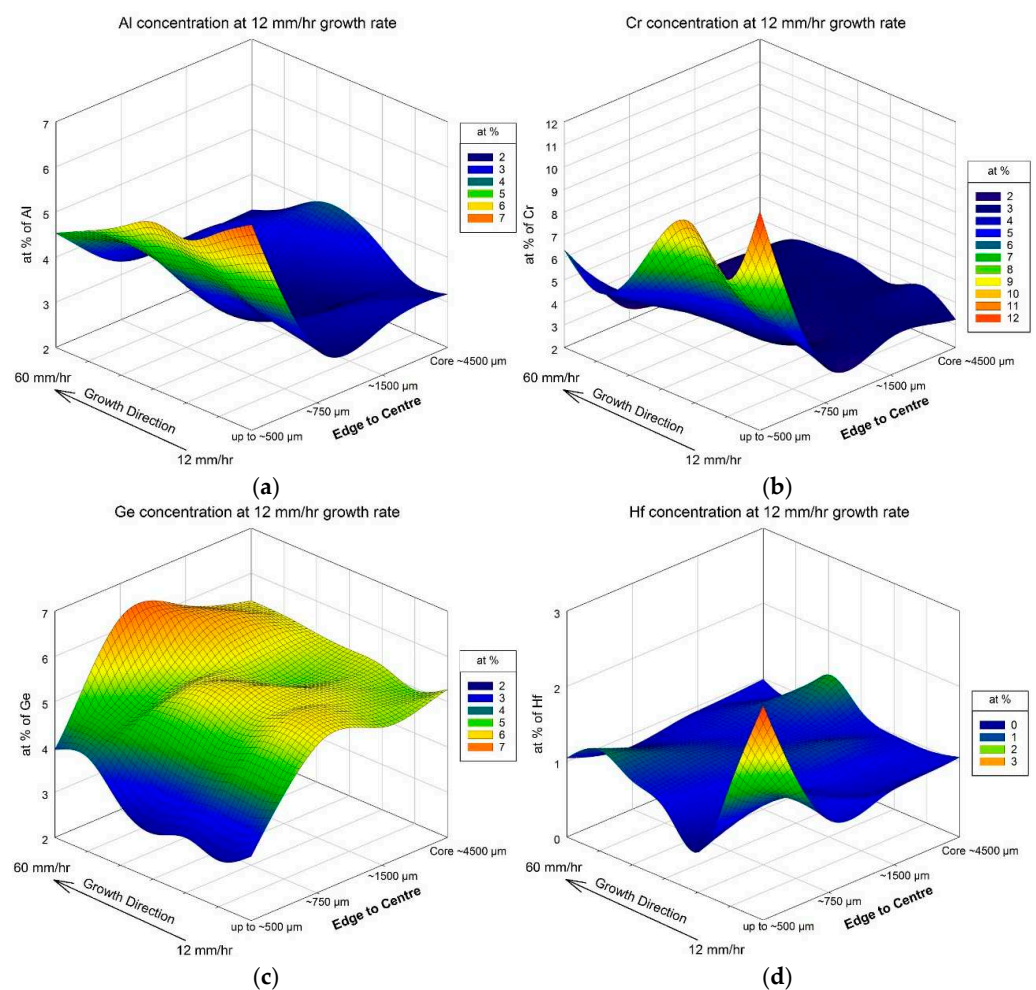 Al concentration at 12 mm/hr growth rate
at % of Al
7
6
5
4
3
2
at %
2
3
4
5
6
7
60 mm/hr
Growth Direction
12 mm/hr
up to ~500 µm
~750 µm
~1500 µm
Core ~4500 µm
Edge to Centre
(a)
Cr concentration at 12 mm/hr growth rate
at % of Cr
12
11
10
9
8
7
6
5
4
3
2
at %
2
3
4
5
6
7
8
9
10
11
12
60 mm/hr
Growth Direction
12 mm/hr
up to ~500 µm
~750 µm
~1500 µm
Core ~4500 µm
Edge to Centre
(b)
Ge concentration at 12 mm/hr growth rate
at % of Ge
7
6
5
4
3
2
at %
2
3
4
5
6
7
60 mm/hr
Growth Direction
12 mm/hr
up to ~500 µm
~750 µm
~1500 µm
Core ~4500 µm
Edge to Centre
(c)
Hf concentration at 12 mm/hr growth rate
at % of Hf
3
2
1
0
at %
0
1
2
3
60 mm/hr
Growth Direction
12 mm/hr
up to ~500 µm
~750 µm
~1500 µm
Core ~4500 µm
Edge to Centre
(d)